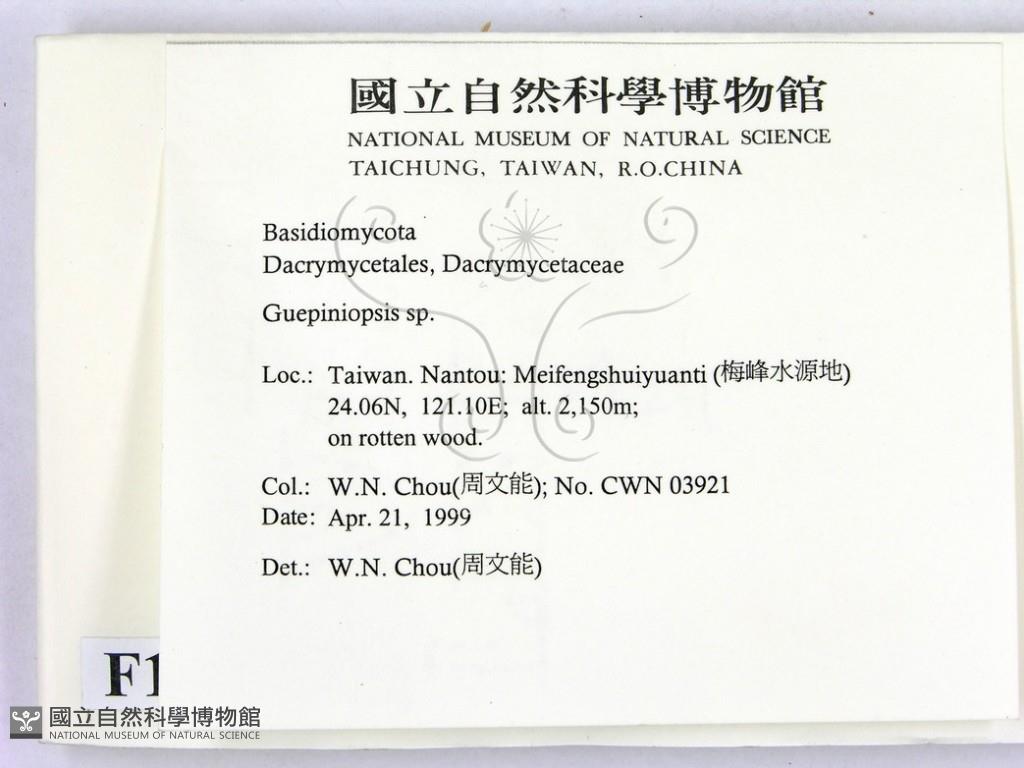 國立自然科學博物館
NATIONAL MUSEUM OF NATURAL SCIENCE
TAICHUNG, TAIWAN, R.O.CHINA
Basidiomycota
Dacrymycetales, Dacrymycetaceae
Guepiniopsis sp.
Loc.: Taiwan. Nantou: Meifengshuiyuanti (梅峰水源地)
24.06N, 121.10E; alt. 2,150m;
on rotten wood.
Col.: W.N. Chou(周文能); No. CWN 03921
Date: Apr. 21, 1999
Det.: W.N. Chou(周文能)
F1
國立自然科學博物館
NATIONAL MUSEUM OF NATURAL SCIENCE